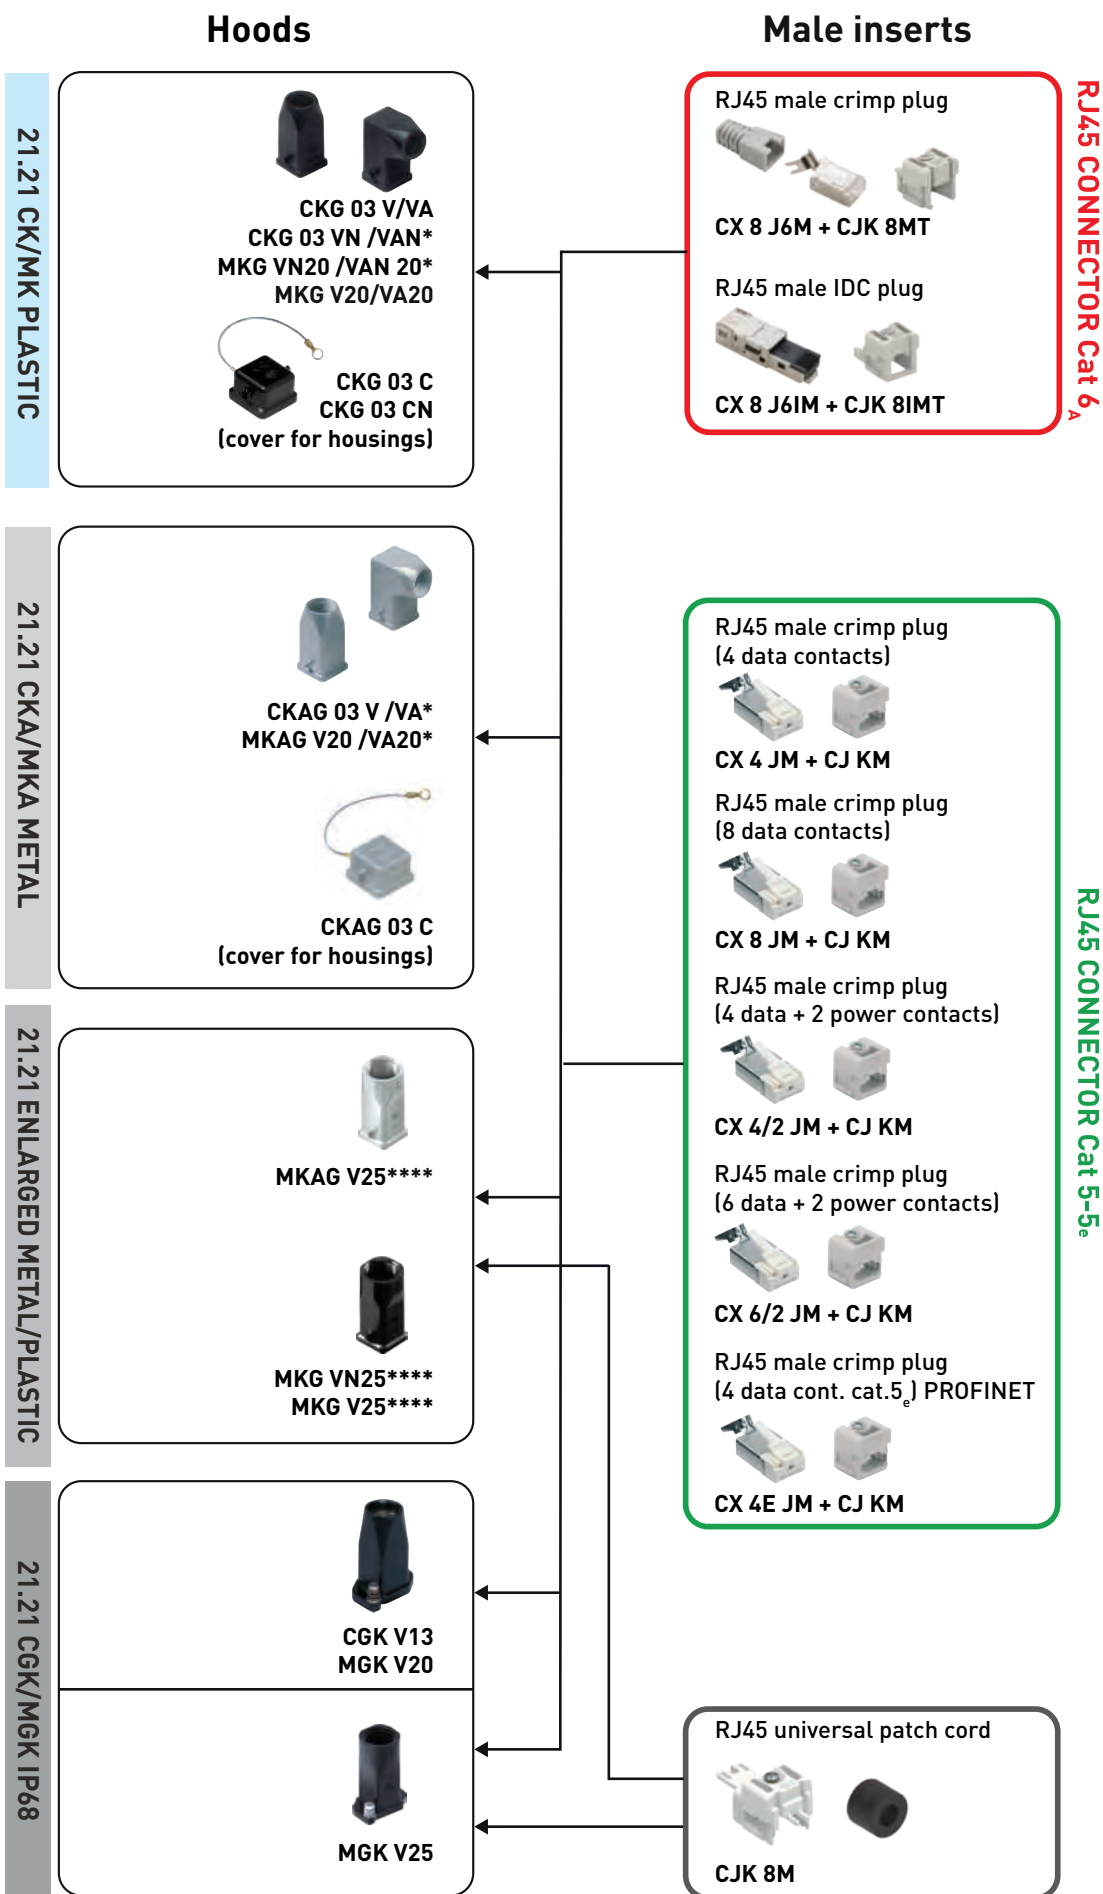 Hoods
Male inserts
21.21 CK/MK PLASTIC
CKG 03 V/VA
CKG 03 VN /VAN*
MKG VN20 /VAN 20*
MKG V20/VA20
CKG 03 C
CKG 03 CN
(cover for housings)
21.21 CKA/MKA METAL
CKAG 03 V /VA*
MKAG V20 /VA20*
CKAG 03 C
(cover for housings)
21.21 ENLARGED METAL/PLASTIC
MKAG V25****
MKG VN25****
MKG V25****
21.21 CGK/MGK IP68
CGK V13
MGK V20
MGK V25
RJ45 CONNECTOR Cat 6A
RJ45 male crimp plug
CX 8 J6M + CJK 8MT
RJ45 male IDC plug
CX 8 J6IM + CJK 8IMT
RJ45 CONNECTOR Cat 5-5e
RJ45 male crimp plug
(4 data contacts)
CX 4 JM + CJ KM
RJ45 male crimp plug
(8 data contacts)
CX 8 JM + CJ KM
RJ45 male crimp plug
(4 data + 2 power contacts)
CX 4/2 JM + CJ KM
RJ45 male crimp plug
(6 data + 2 power contacts)
CX 6/2 JM + CJ KM
RJ45 male crimp plug
(4 data cont. cat.5e) PROFINET
CX 4E JM + CJ KM
RJ45 universal patch cord
CJK 8M